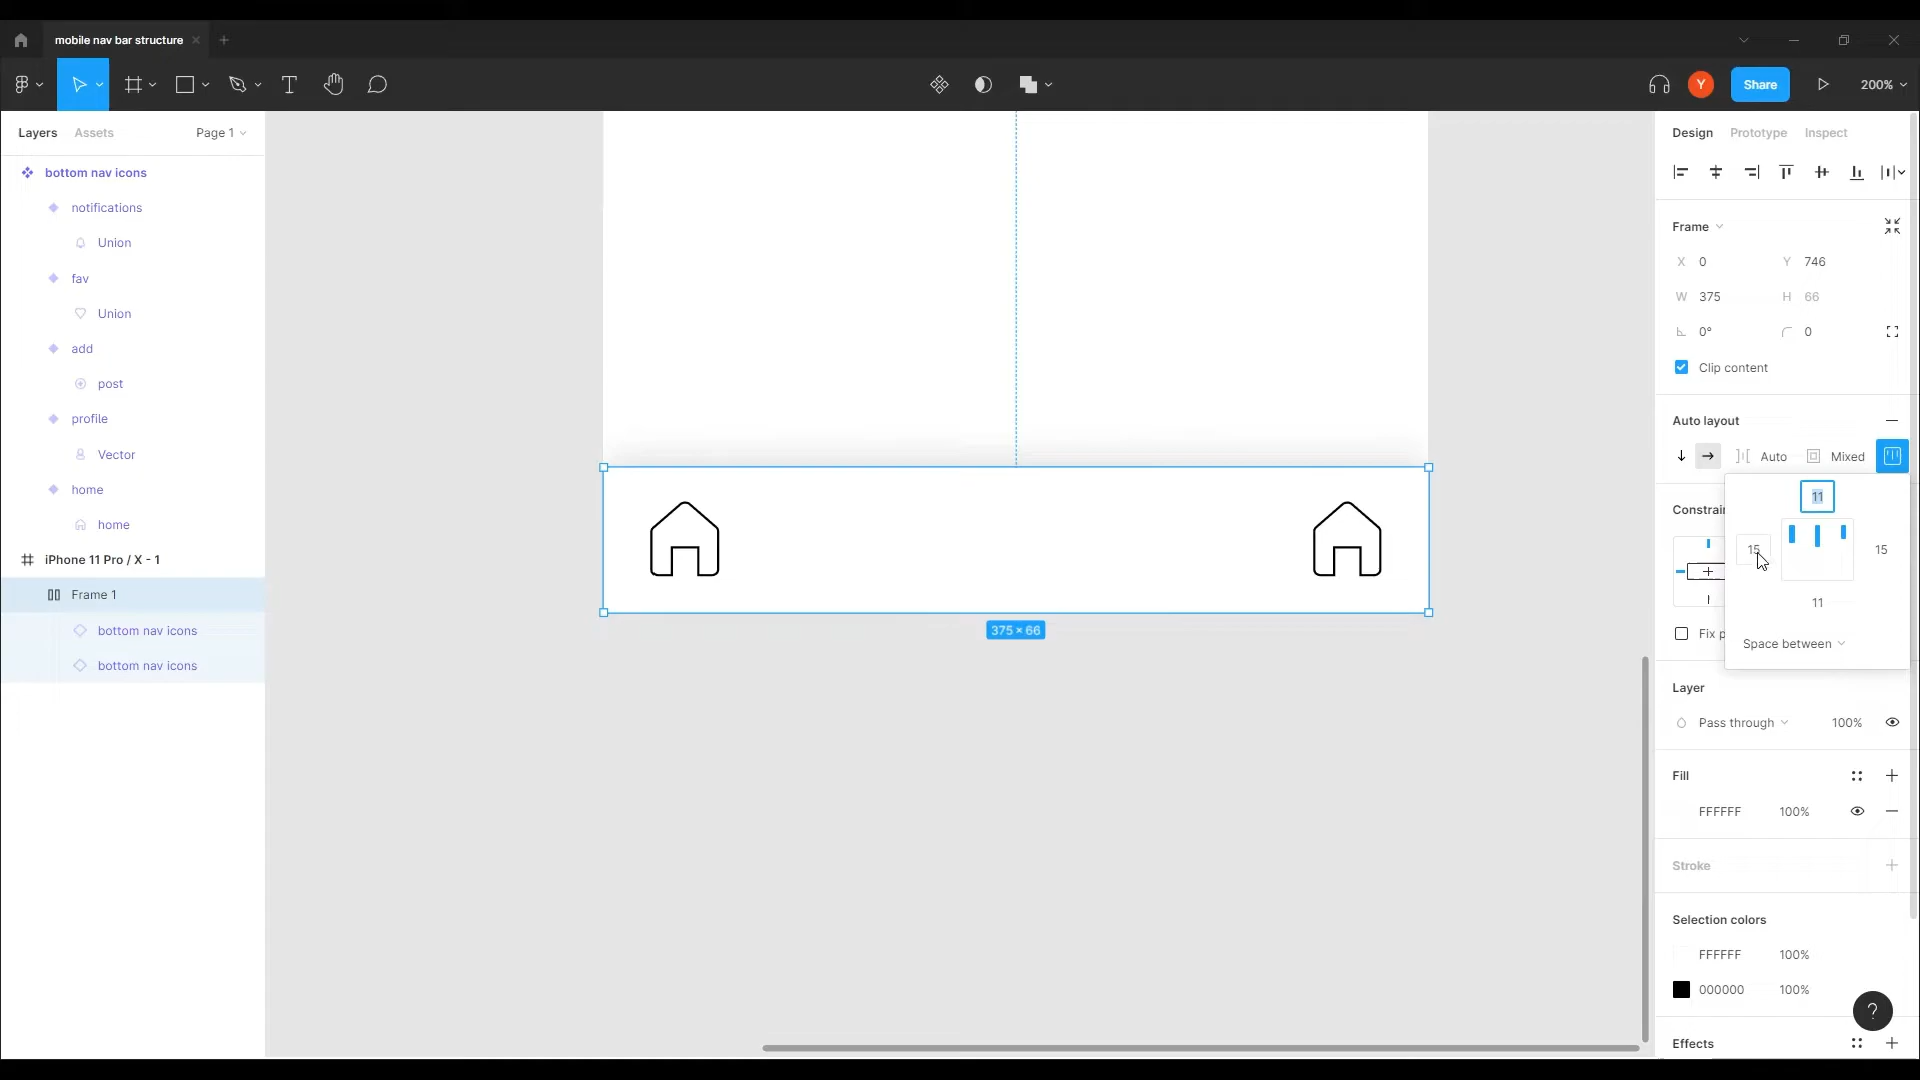 mobile nav bar structure
Y
Share
200%
Layers
Assets
Page 1
bottom nav icons
notifications
Union
fav
Union
add
post
profile
Vector
home
home
iPhone 11 Pro / X - 1
Frame 1
bottom nav icons
bottom nav icons
375 × 66
Design
Prototype
Inspect
Frame
X 0
Y 746
W 375
H 66
0°
0
Clip content
Auto layout
Auto
Mixed
11
Constrain
15
15
11
Fix p
Space between
Layer
Pass through
100%
Fill
FFFFFF
100%
Stroke
Selection colors
FFFFFF
100%
000000
100%
?
Effects